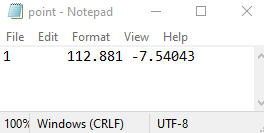 point - Notepad
File Edit Format View Help
1 112.881 -7.54043
100% Windows (CRLF) UTF-8